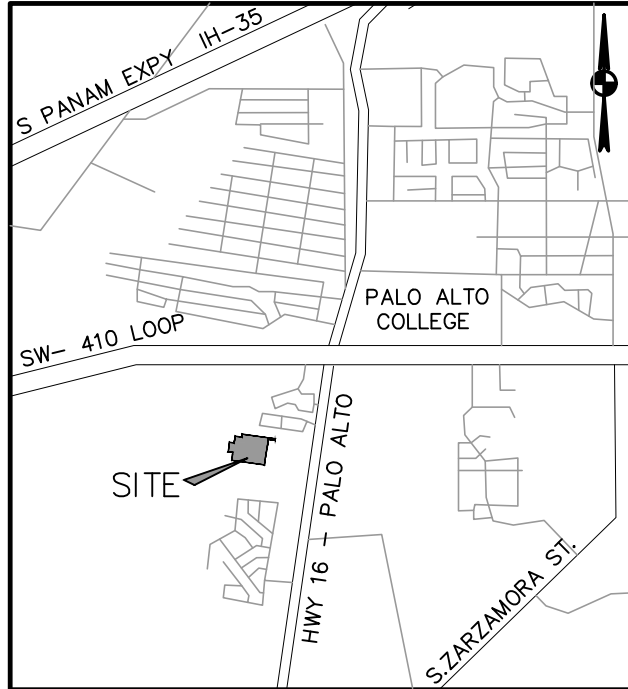 S PANAM EXPY IH-35
PALO ALTO
COLLEGE
SW- 410 LOOP
SITE
HWY 16 - PALO ALTO
S.ZARZAMORA ST.